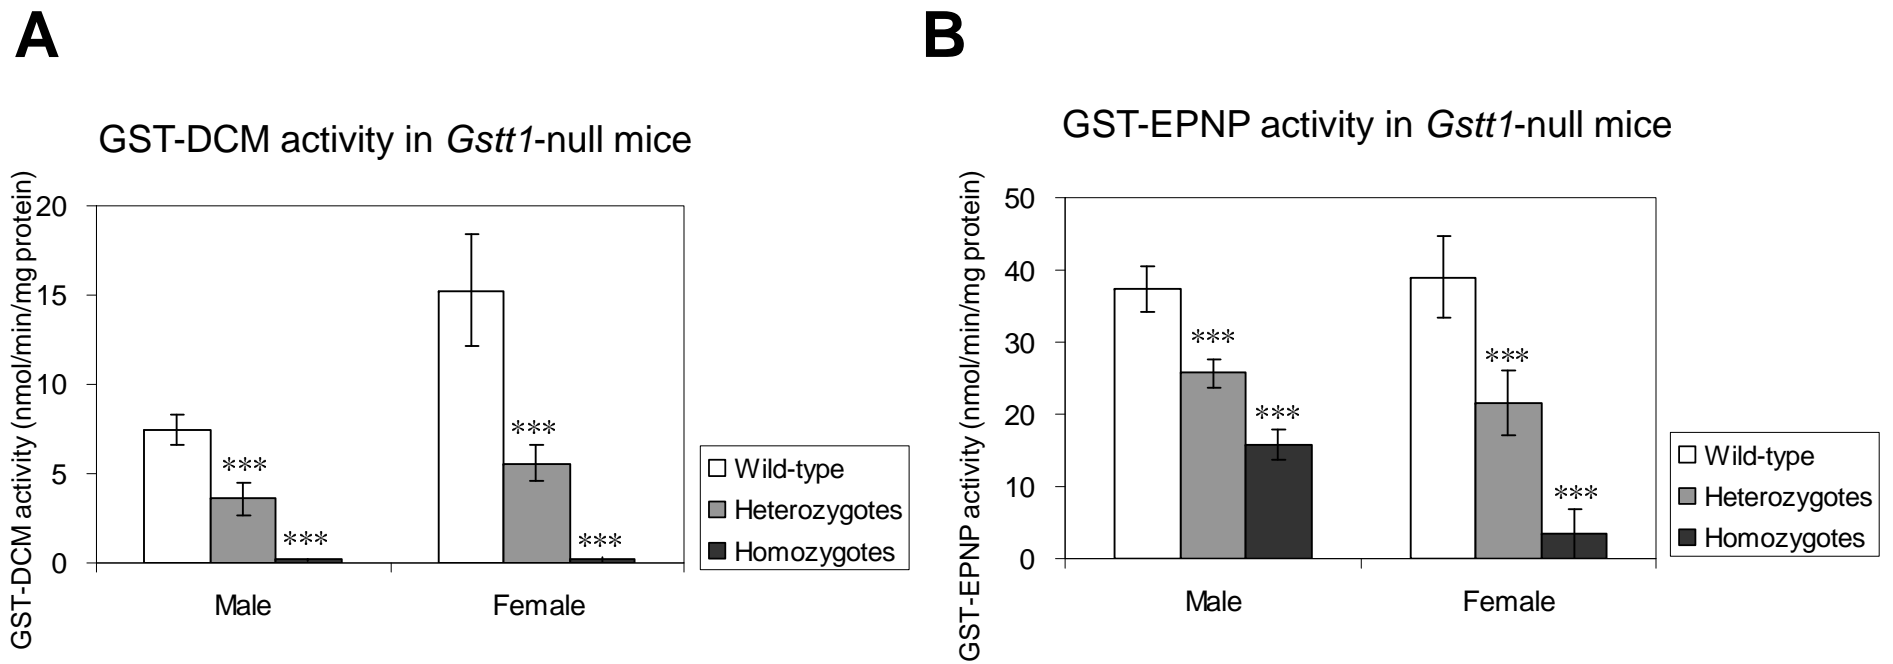 A
GST-DCM activity in Gstt1-null mice
GST-DCM activity (nmol/min/mg protein)
20
15
10
5
0
***
***
***
***
Male
Female
Wild-type
Heterozygotes
Homozygotes
B
GST-EPNP activity in Gstt1-null mice
GST-EPNP activity (nmol/min/mg protein)
50
40
30
20
10
0
***
***
***
***
Male
Female
Wild-type
Heterozygotes
Homozygotes